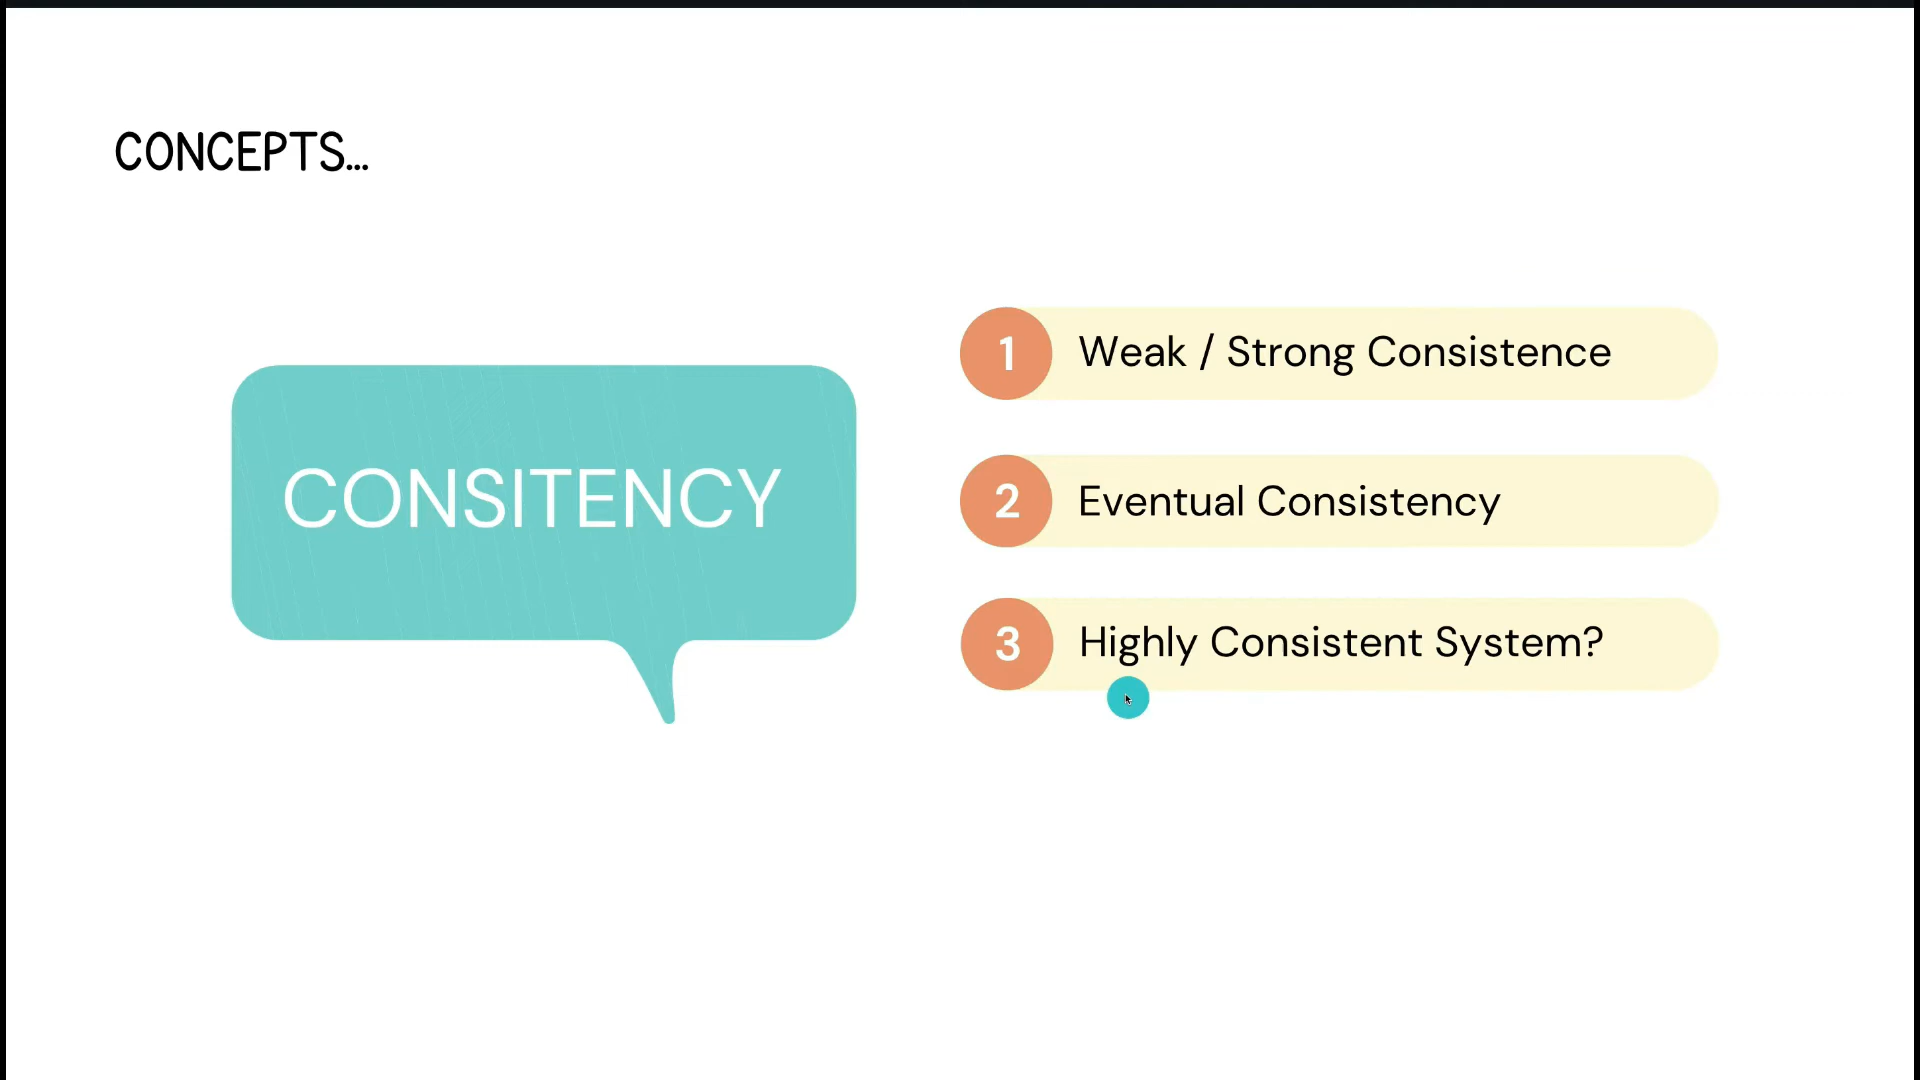 CONCEPTS...
CONSITENCY
1 Weak / Strong Consistence
2 Eventual Consistency
3 Highly Consistent System?